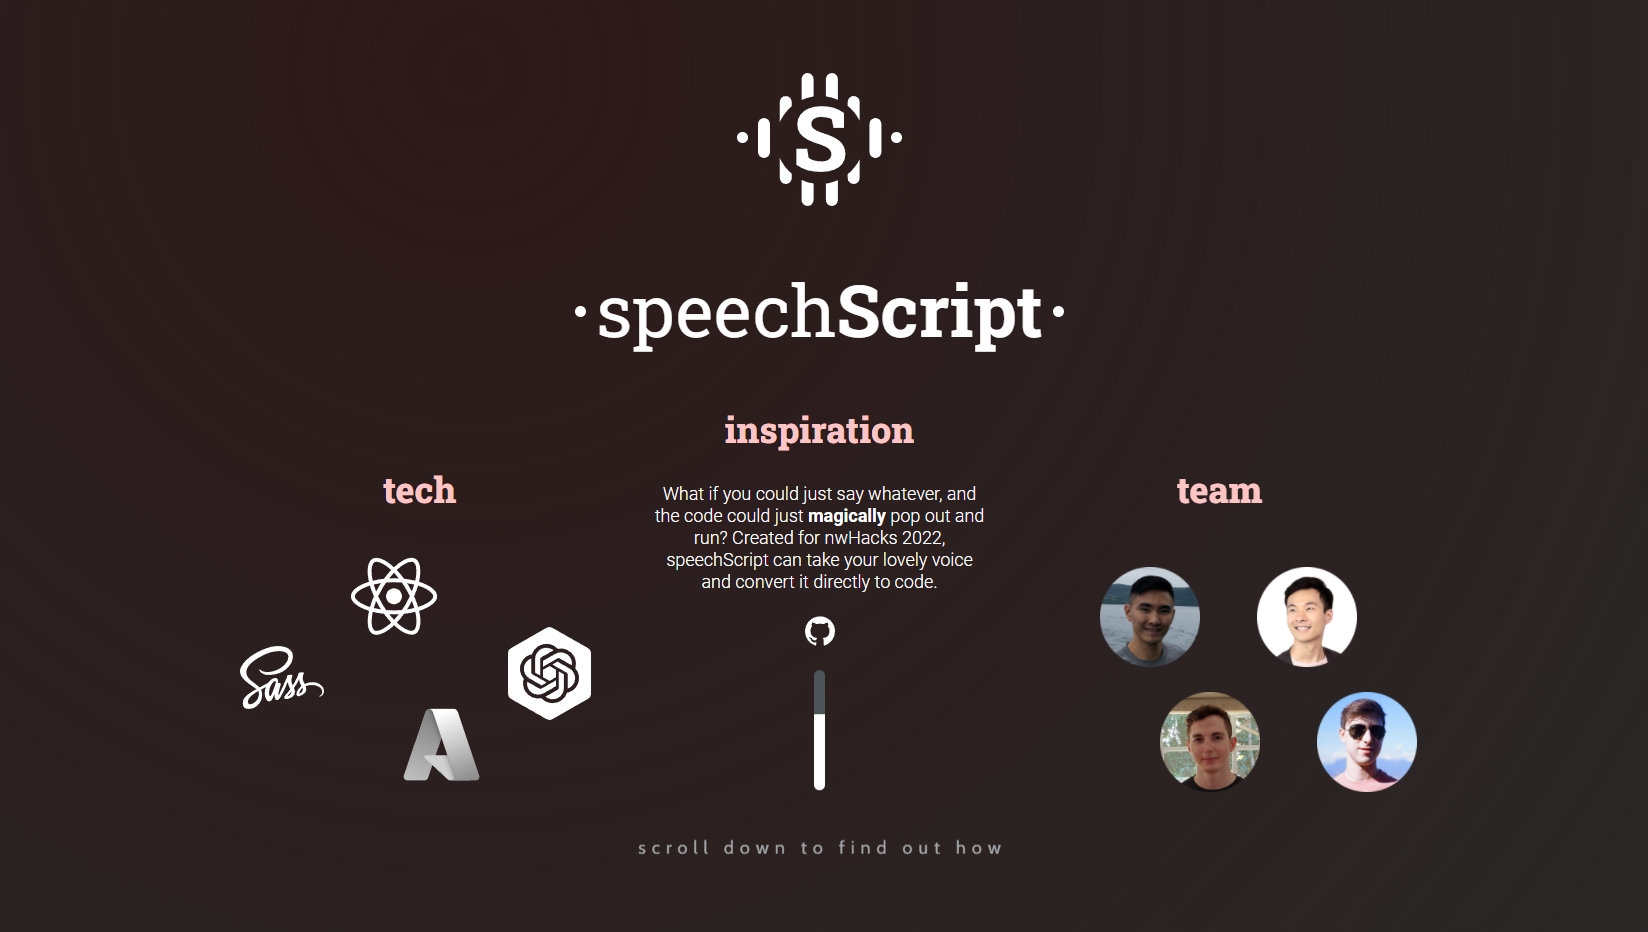 S
·speechScript·
inspiration
What if you could just say whatever, and
the code could just magically pop out and
run? Created for nwHacks 2022,
speechScript can take your lovely voice
and convert it directly to code.
tech
Sass
team
scroll down to find out how